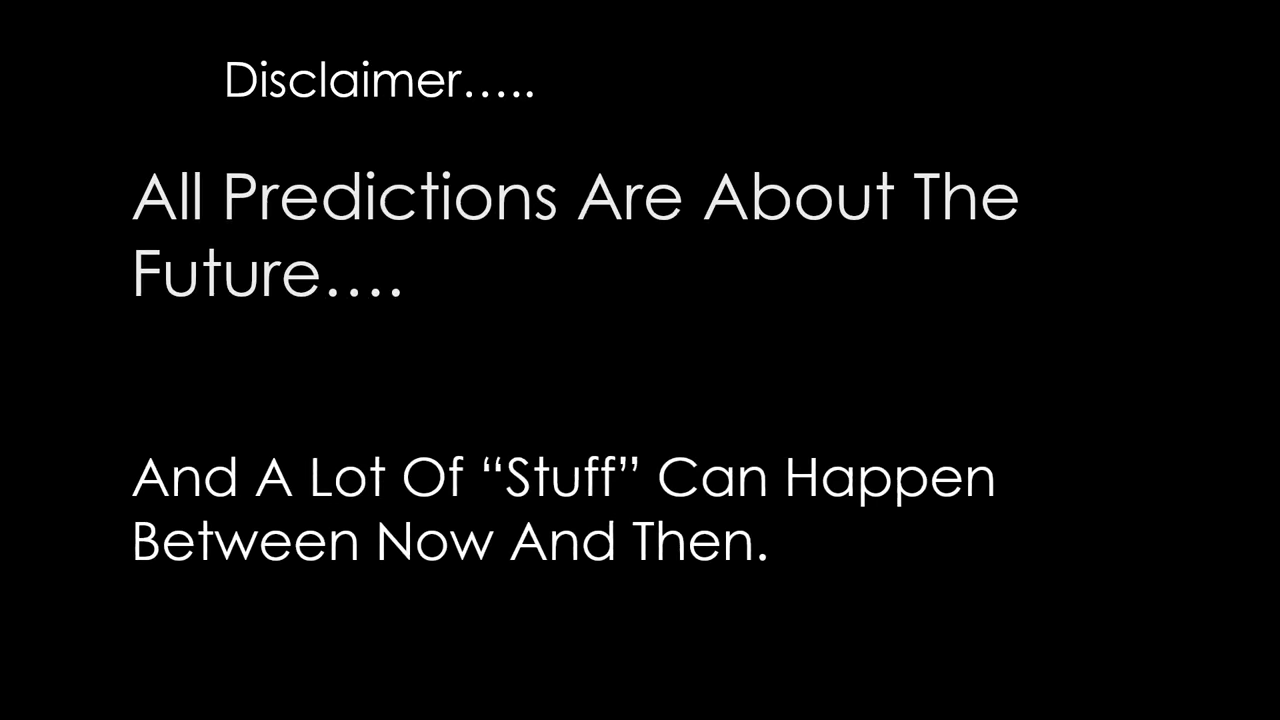 Disclaimer…..
All Predictions Are About The
Future….
And A Lot Of “Stuff” Can Happen
Between Now And Then.